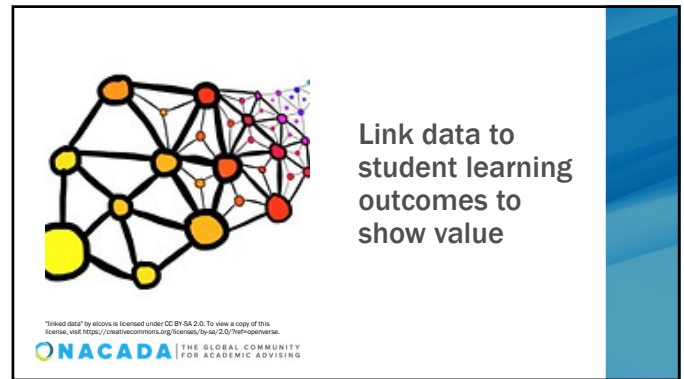 Link data to
student learning
outcomes to
show value
"linked data" by elcovs is licensed under CC BY-SA 2.0. To view a copy of this
license, visit https://creativecommons.org/licenses/by-sa/2.0/?ref=openverse.
NACADA THE GLOBAL COMMUNITY
FOR ACADEMIC ADVISING